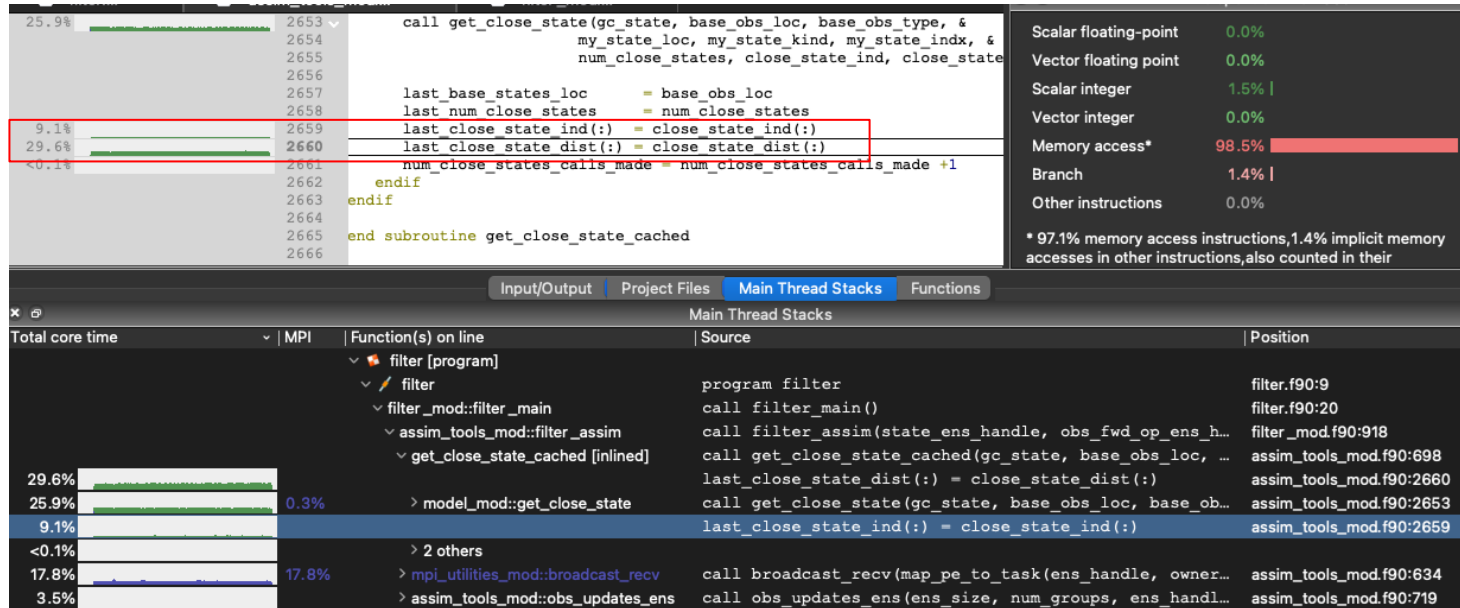 25.9% 2653 call get_close_state(gc_state, base_obs_loc, base_obs_type, &
2654 my_state_loc, my_state_kind, my_state_indx, &
2655 num_close_states, close_state_ind, close_state
2656
2657 last_base_states_loc = base_obs_loc
2658 last_num_close_states = num_close_states
9.1% 2659 last_close_state_ind(:) = close_state_ind(:)
29.6% 2660 last_close_state_dist(:) = close_state_dist(:)
<0.1% 2661 num_close_states_calls_made = num_close_states_calls_made +1
2662 endif
2663 endif
2664
2665 end subroutine get_close_state_cached
2666
Scalar floating-point 0.0%
Vector floating point 0.0%
Scalar integer 1.5%
Vector integer 0.0%
Memory access* 98.5%
Branch 1.4%
Other instructions 0.0%
* 97.1% memory access instructions,1.4% implicit memory
accesses in other instructions,also counted in their
Input/Output Project Files Main Thread Stacks Functions
Main Thread Stacks
Total core time MPI Function(s) on line Source Position
filter [program]
filter program filter filter.f90:9
filter_mod::filter_main call filter_main() filter.f90:20
assim_tools_mod::filter_assim call filter_assim(state_ens_handle, obs_fwd_op_ens_h… filter_mod.f90:918
get_close_state_cached [inlined] call get_close_state_cached(gc_state, base_obs_loc, … assim_tools_mod.f90:698
29.6% last_close_state_dist(:) = close_state_dist(:) assim_tools_mod.f90:2660
25.9% 0.3% model_mod::get_close_state call get_close_state(gc_state, base_obs_loc, base_ob… assim_tools_mod.f90:2653
9.1% last_close_state_ind(:) = close_state_ind(:) assim_tools_mod.f90:2659
<0.1% 2 others
17.8% 17.8% mpi_utilities_mod::broadcast_recv call broadcast_recv(map_pe_to_task(ens_handle, owner… assim_tools_mod.f90:634
3.5% assim_tools_mod::obs_updates_ens call obs_updates_ens(ens_size, num_groups, ens_handl… assim_tools_mod.f90:719